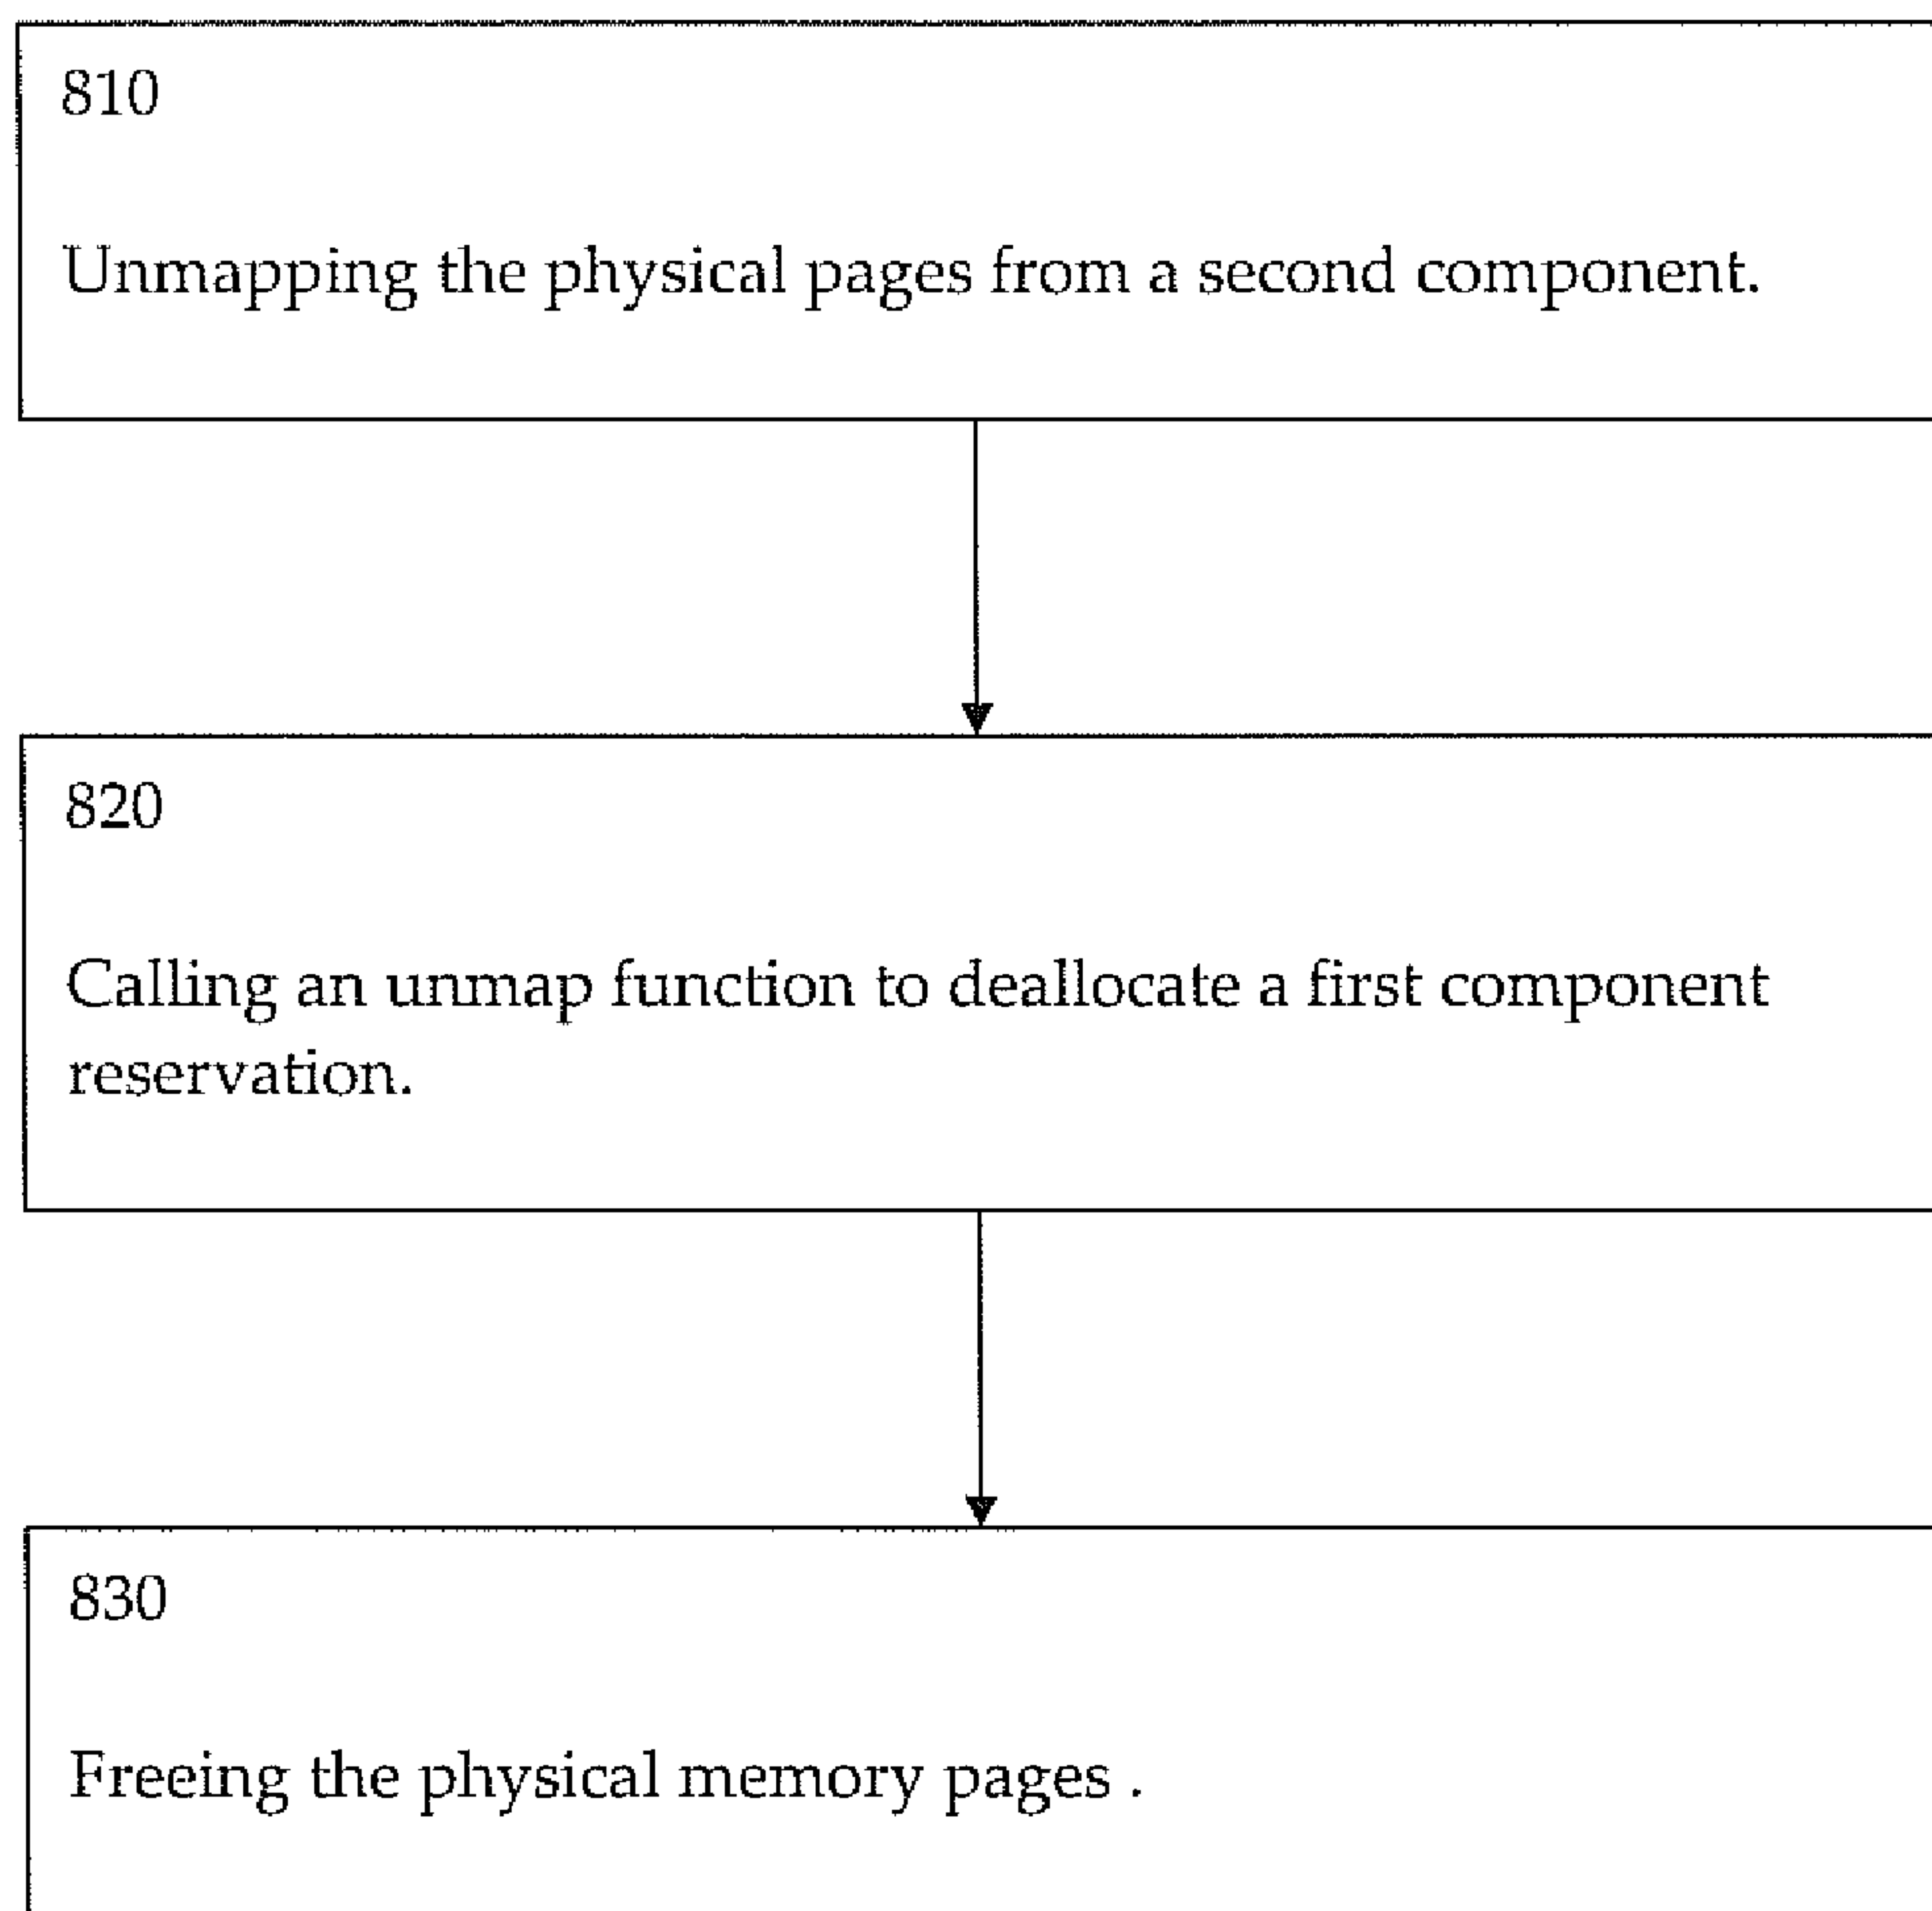 810
Unmapping the physical pages from a second component.
820
Calling an unmap function to deallocate a first component
reservation.
830
Freeing the physical memory pages .